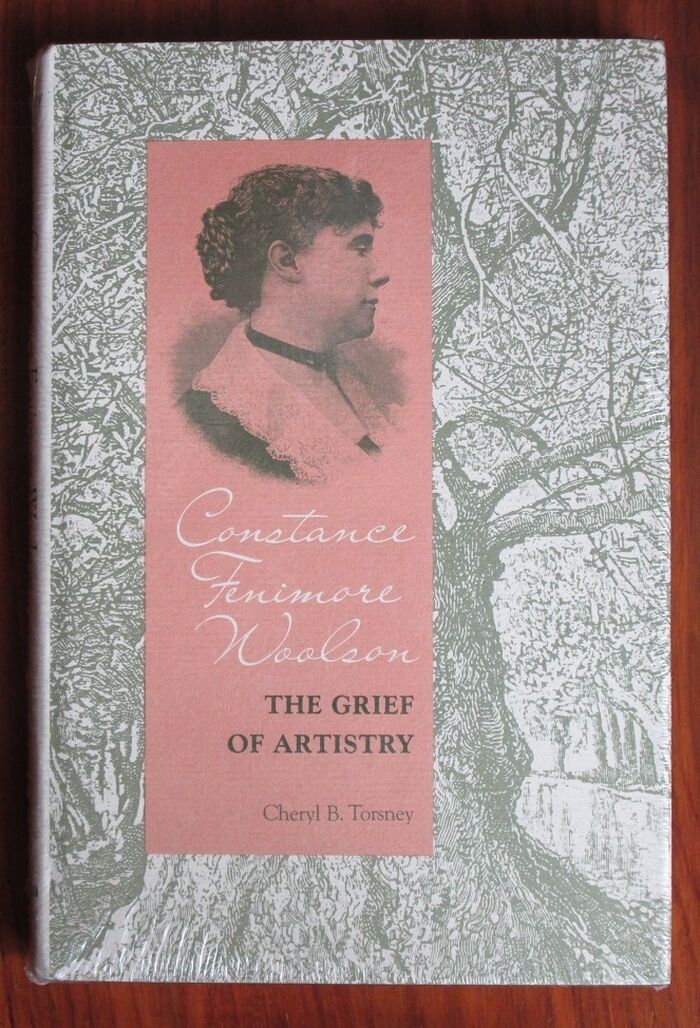 Constance
Fenimore
Woolson
THE GRIEF
OF ARTISTRY
Cheryl B. Torsney